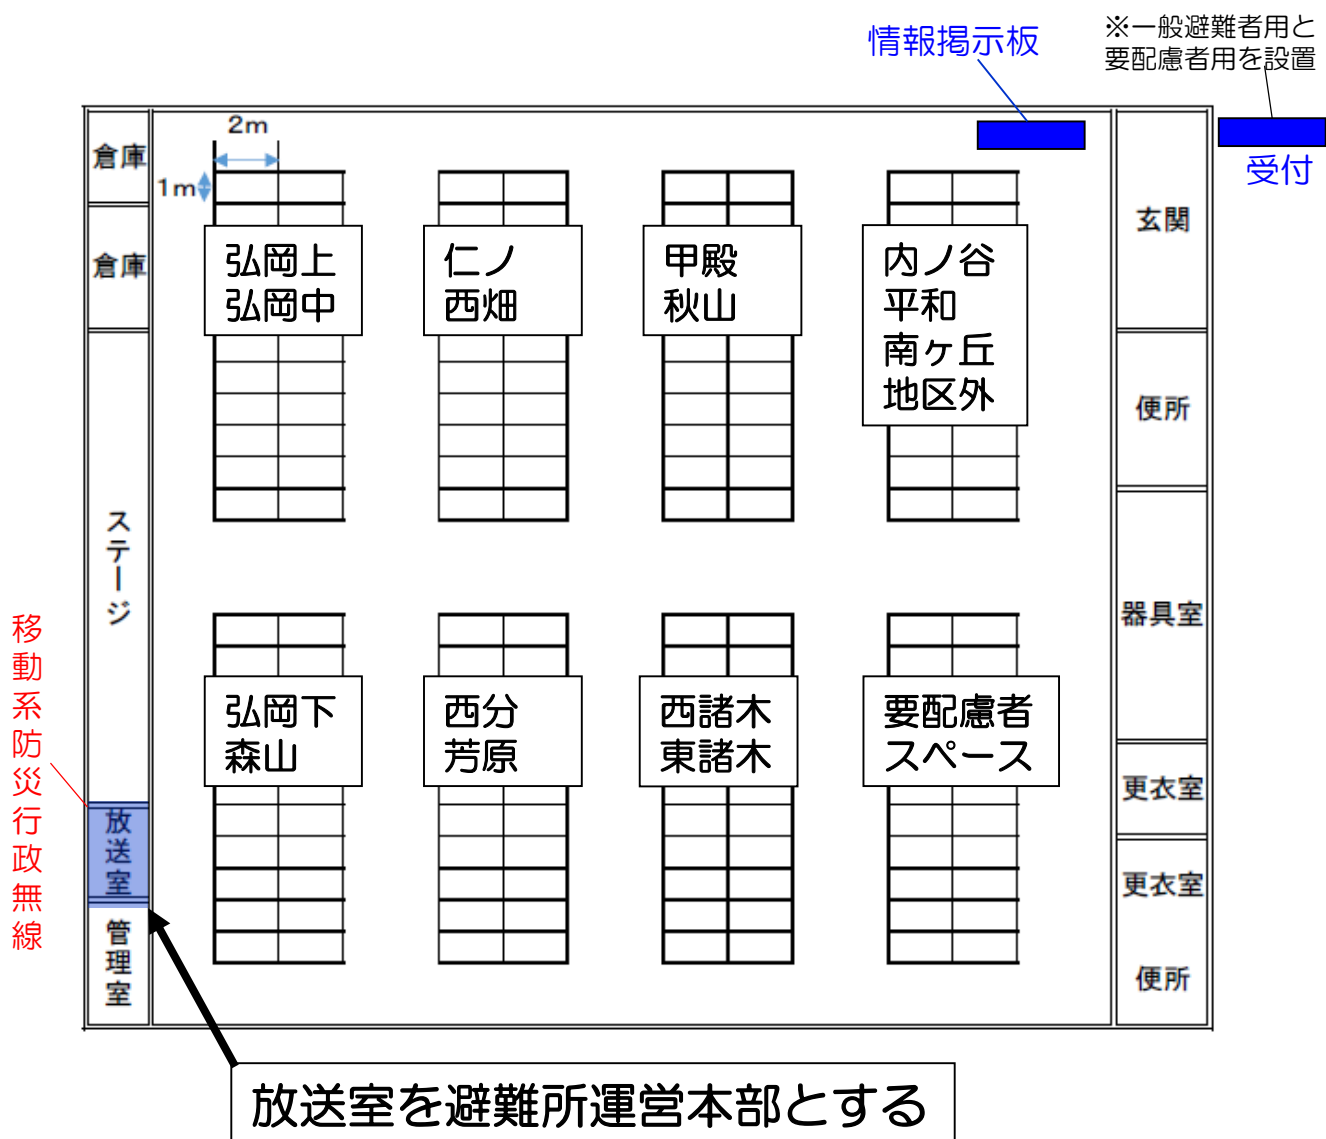 情報掲示板
※一般避難者用と
要配慮者用を設置
受付
2m
1m
倉庫
倉庫
ステージ
放送室
管理室
移動系防災行政無線
弘岡上
弘岡中
仁ノ
西畑
甲殿
秋山
内ノ谷
平和
南ヶ丘
地区外
弘岡下
森山
西分
芳原
西諸木
東諸木
要配慮者
スペース
玄関
便所
器具室
更衣室
更衣室
便所
放送室を避難所運営本部とする